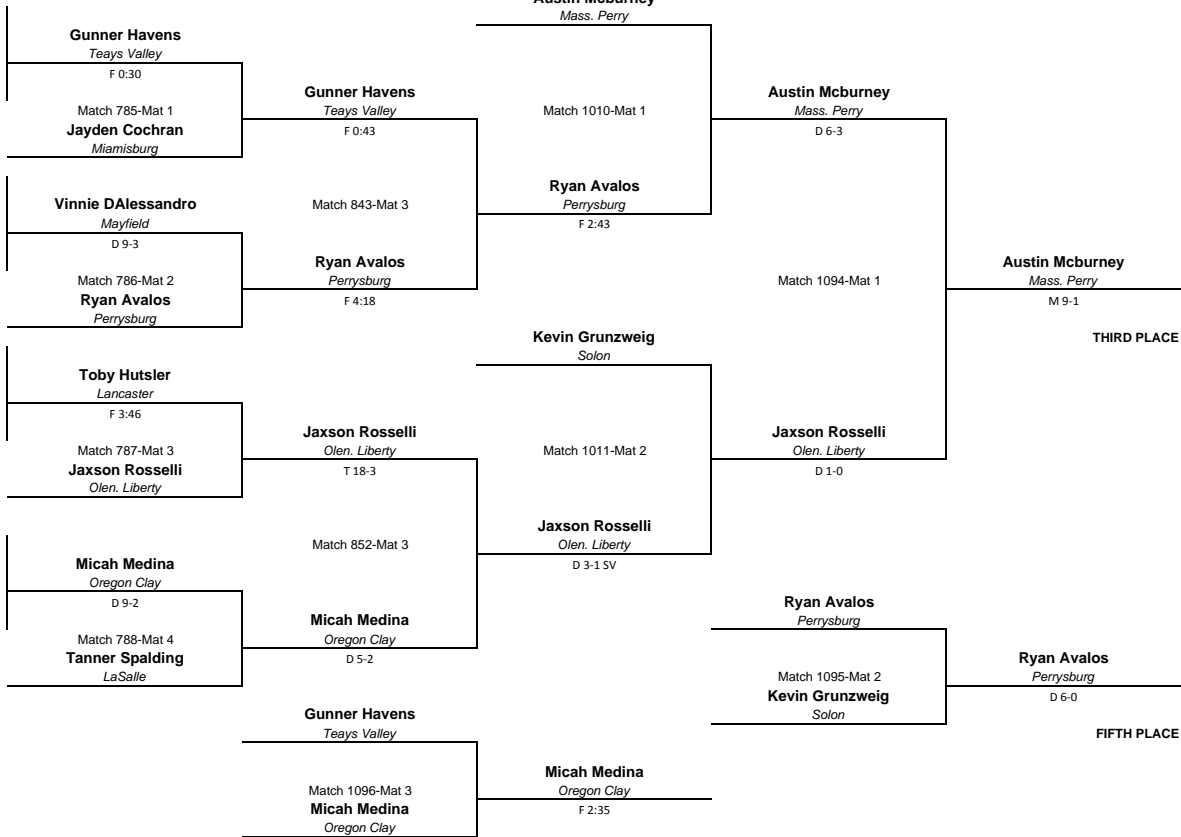 Austin Mcburney
Mass. Perry
Gunner Havens
Teays Valley
F 0:30
Match 785-Mat 1
Jayden Cochran
Miamisburg
Gunner Havens
Teays Valley
F 0:43
Match 1010-Mat 1
Austin Mcburney
Mass. Perry
D 6-3
Vinnie DAlessandro
Mayfield
D 9-3
Match 786-Mat 2
Ryan Avalos
Perrysburg
Match 843-Mat 3
Ryan Avalos
Perrysburg
F 2:43
Ryan Avalos
Perrysburg
F 4:18
Match 1094-Mat 1
Austin Mcburney
Mass. Perry
M 9-1
THIRD PLACE
Kevin Grunzweig
Solon
Toby Hutsler
Lancaster
F 3:46
Match 787-Mat 3
Jaxson Rosselli
Olen. Liberty
Jaxson Rosselli
Olen. Liberty
T 18-3
Match 1011-Mat 2
Jaxson Rosselli
Olen. Liberty
D 1-0
Match 852-Mat 3
Jaxson Rosselli
Olen. Liberty
D 3-1 SV
Micah Medina
Oregon Clay
D 9-2
Match 788-Mat 4
Tanner Spalding
LaSalle
Micah Medina
Oregon Clay
D 5-2
Ryan Avalos
Perrysburg
Match 1095-Mat 2
Kevin Grunzweig
Solon
Ryan Avalos
Perrysburg
D 6-0
FIFTH PLACE
Gunner Havens
Teays Valley
Match 1096-Mat 3
Micah Medina
Oregon Clay
Micah Medina
Oregon Clay
F 2:35